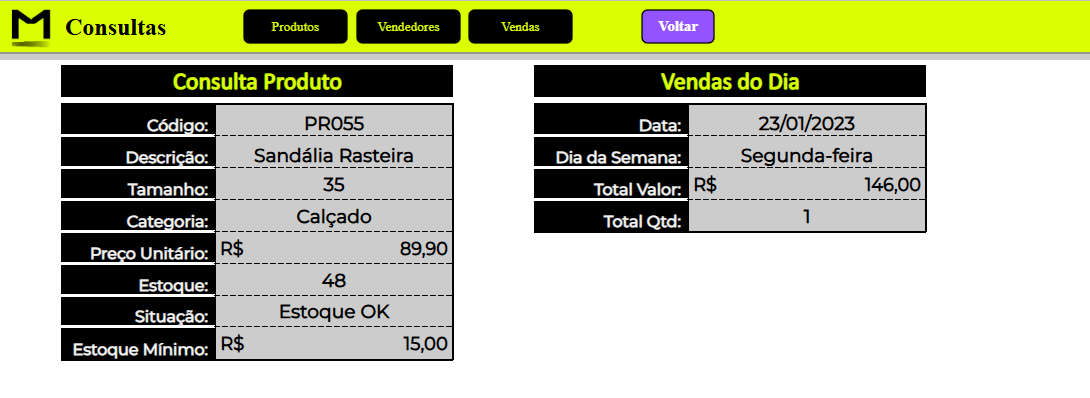 M Consultas Produtos Vendedores Vendas Voltar
Consulta Produto
Código: PR055
Descrição: Sandália Rasteira
Tamanho: 35
Categoria: Calçado
Preço Unitário: R$ 89,90
Estoque: 48
Situação: Estoque OK
Estoque Mínimo: R$ 15,00
Vendas do Dia
Data: 23/01/2023
Dia da Semana: Segunda-feira
Total Valor: R$ 146,00
Total Qtd: 1